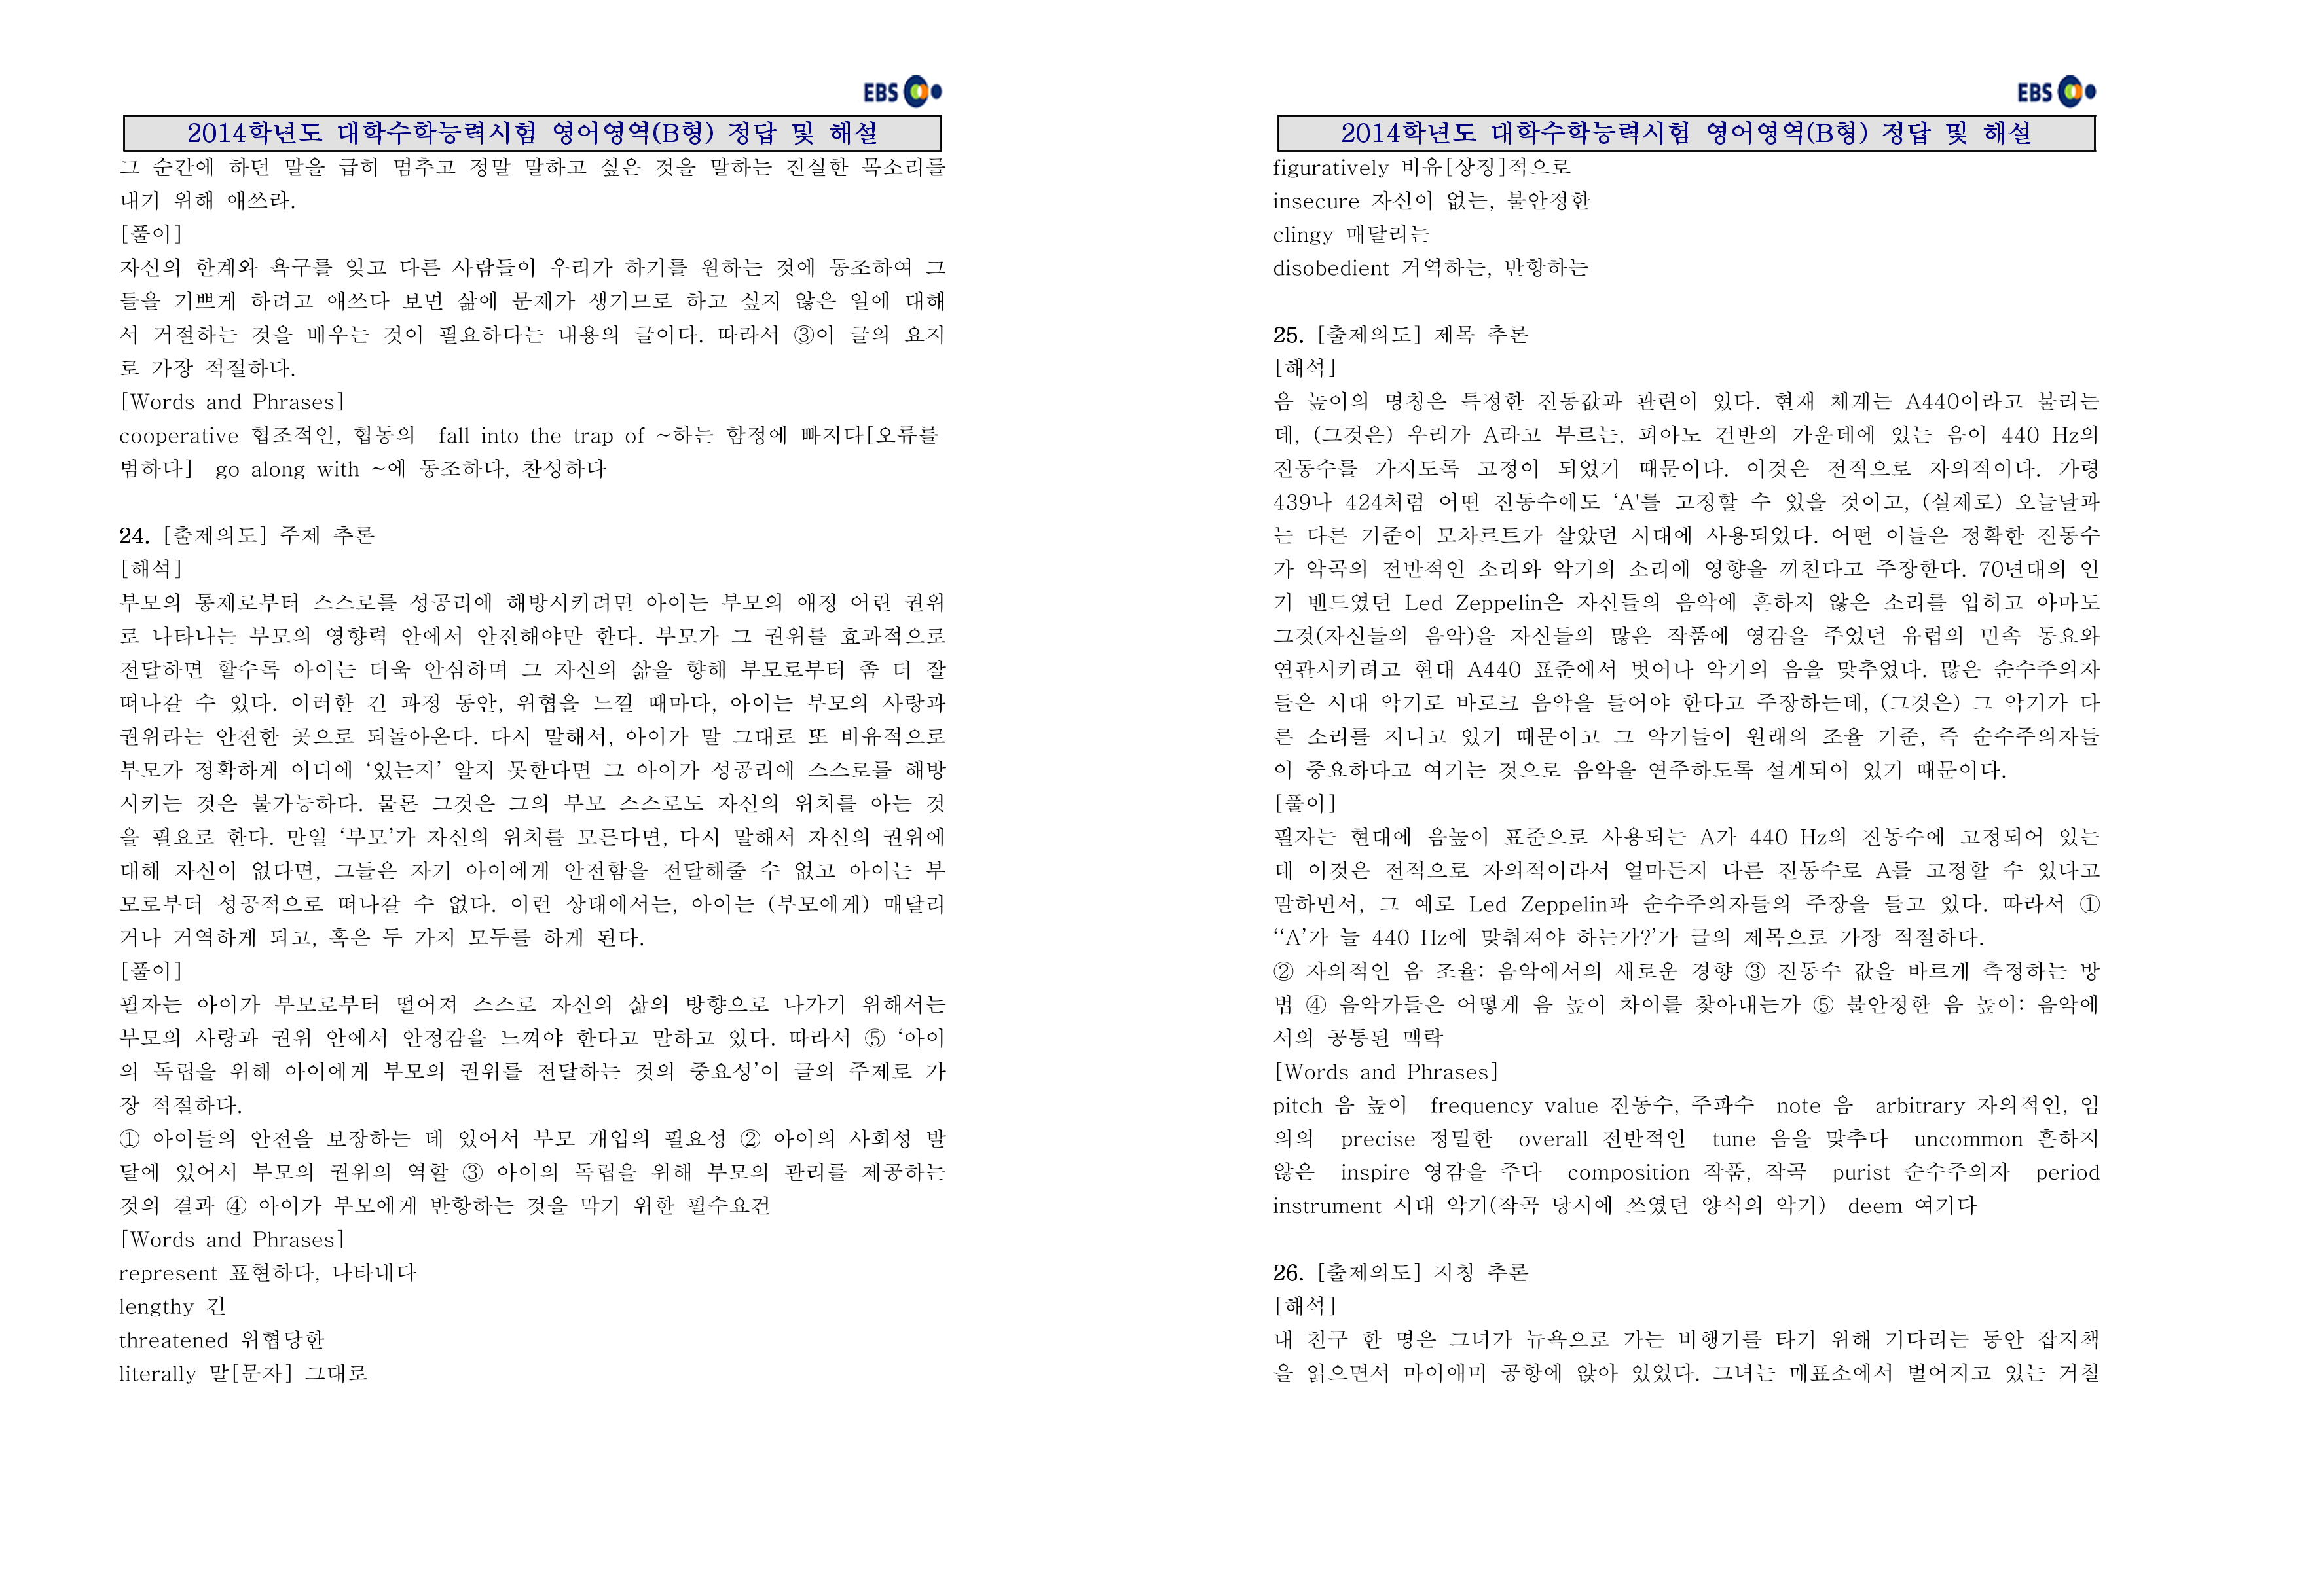 EBS
2014학년도 대학수학능력시험 영어영역(B형) 정답 및 해설
그 순간에 하던 말을 급히 멈추고 정말 말하고 싶은 것을 말하는 진실한 목소리를
내기 위해 애쓰라.
[풀이]
자신의 한계와 욕구를 잊고 다른 사람들이 우리가 하기를 원하는 것에 동조하여 그
들을 기쁘게 하려고 애쓰다 보면 삶에 문제가 생기므로 하고 싶지 않은 일에 대해
서 거절하는 것을 배우는 것이 필요하다는 내용의 글이다. 따라서 ③이 글의 요지
로 가장 적절하다.
[Words and Phrases]
cooperative 협조적인, 협동의 fall into the trap of ~하는 함정에 빠지다[오류를
범하다] go along with ~에 동조하다, 찬성하다
24. [출제의도] 주제 추론
[해석]
부모의 통제로부터 스스로를 성공리에 해방시키려면 아이는 부모의 애정 어린 권위
로 나타나는 부모의 영향력 안에서 안전해야만 한다. 부모가 그 권위를 효과적으로
전달하면 할수록 아이는 더욱 안심하며 그 자신의 삶을 향해 부모로부터 좀 더 잘
떠나갈 수 있다. 이러한 긴 과정 동안, 위협을 느낄 때마다, 아이는 부모의 사랑과
권위라는 안전한 곳으로 되돌아온다. 다시 말해서, 아이가 말 그대로 또 비유적으로
부모가 정확하게 어디에 ‘있는지’ 알지 못한다면 그 아이가 성공리에 스스로를 해방
시키는 것은 불가능하다. 물론 그것은 그의 부모 스스로도 자신의 위치를 아는 것
을 필요로 한다. 만일 ‘부모’가 자신의 위치를 모른다면, 다시 말해서 자신의 권위에
대해 자신이 없다면, 그들은 자기 아이에게 안전함을 전달해줄 수 없고 아이는 부
모로부터 성공적으로 떠나갈 수 없다. 이런 상태에서는, 아이는 (부모에게) 매달리
거나 거역하게 되고, 혹은 두 가지 모두를 하게 된다.
[풀이]
필자는 아이가 부모로부터 떨어져 스스로 자신의 삶의 방향으로 나가기 위해서는
부모의 사랑과 권위 안에서 안정감을 느껴야 한다고 말하고 있다. 따라서 ⑤ ‘아이
의 독립을 위해 아이에게 부모의 권위를 전달하는 것의 중요성’이 글의 주제로 가
장 적절하다.
① 아이들의 안전을 보장하는 데 있어서 부모 개입의 필요성 ② 아이의 사회성 발
달에 있어서 부모의 권위의 역할 ③ 아이의 독립을 위해 부모의 관리를 제공하는
것의 결과 ④ 아이가 부모에게 반항하는 것을 막기 위한 필수요건
[Words and Phrases]
represent 표현하다, 나타내다
lengthy 긴
threatened 위협당한
literally 말[문자] 그대로
EBS
2014학년도 대학수학능력시험 영어영역(B형) 정답 및 해설
figuratively 비유[상징]적으로
insecure 자신이 없는, 불안정한
clingy 매달리는
disobedient 거역하는, 반항하는
25. [출제의도] 제목 추론
[해석]
음 높이의 명칭은 특정한 진동값과 관련이 있다. 현재 체계는 A440이라고 불리는
데, (그것은) 우리가 A라고 부르는, 피아노 건반의 가운데에 있는 음이 440 Hz의
진동수를 가지도록 고정이 되었기 때문이다. 이것은 전적으로 자의적이다. 가령
439나 424처럼 어떤 진동수에도 ‘A'를 고정할 수 있을 것이고, (실제로) 오늘날과
는 다른 기준이 모차르트가 살았던 시대에 사용되었다. 어떤 이들은 정확한 진동수
가 악곡의 전반적인 소리와 악기의 소리에 영향을 끼친다고 주장한다. 70년대의 인
기 밴드였던 Led Zeppelin은 자신들의 음악에 흔하지 않은 소리를 입히고 아마도
그것(자신들의 음악)을 자신들의 많은 작품에 영감을 주었던 유럽의 민속 동요와
연관시키려고 현대 A440 표준에서 벗어나 악기의 음을 맞추었다. 많은 순수주의자
들은 시대 악기로 바로크 음악을 들어야 한다고 주장하는데, (그것은) 그 악기가 다
른 소리를 지니고 있기 때문이고 그 악기들이 원래의 조율 기준, 즉 순수주의자들
이 중요하다고 여기는 것으로 음악을 연주하도록 설계되어 있기 때문이다.
[풀이]
필자는 현대에 음높이 표준으로 사용되는 A가 440 Hz의 진동수에 고정되어 있는
데 이것은 전적으로 자의적이라서 얼마든지 다른 진동수로 A를 고정할 수 있다고
말하면서, 그 예로 Led Zeppelin과 순수주의자들의 주장을 들고 있다. 따라서 ①
‘‘A’가 늘 440 Hz에 맞춰져야 하는가?’가 글의 제목으로 가장 적절하다.
② 자의적인 음 조율: 음악에서의 새로운 경향 ③ 진동수 값을 바르게 측정하는 방
법 ④ 음악가들은 어떻게 음 높이 차이를 찾아내는가 ⑤ 불안정한 음 높이: 음악에
서의 공통된 맥락
[Words and Phrases]
pitch 음 높이 frequency value 진동수, 주파수 note 음 arbitrary 자의적인, 임
의의 precise 정밀한 overall 전반적인 tune 음을 맞추다 uncommon 흔하지
않은 inspire 영감을 주다 composition 작품, 작곡 purist 순수주의자 period
instrument 시대 악기(작곡 당시에 쓰였던 양식의 악기) deem 여기다
26. [출제의도] 지칭 추론
[해석]
내 친구 한 명은 그녀가 뉴욕으로 가는 비행기를 타기 위해 기다리는 동안 잡지책
을 읽으면서 마이애미 공항에 앉아 있었다. 그녀는 매표소에서 벌어지고 있는 거칠